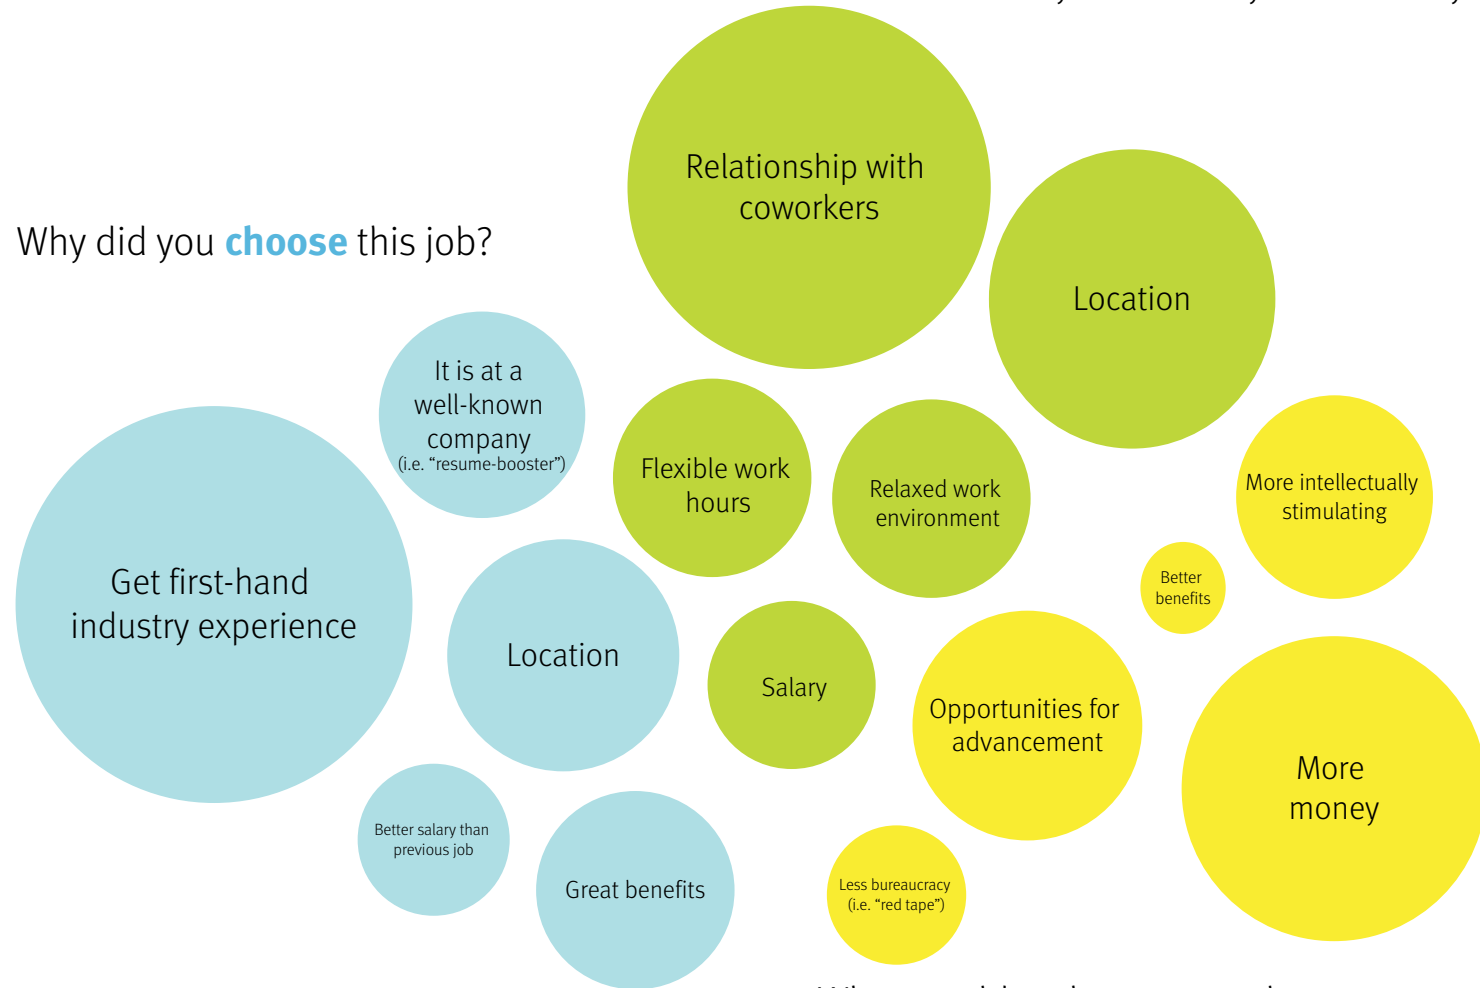 Why did you choose this job?
Relationship with
coworkers
Location
It is at a
well-known
company
(i.e. “resume-booster”)
Flexible work
hours
Relaxed work
environment
More intellectually
stimulating
Get first-hand
industry experience
Location
Better
benefits
Salary
Opportunities for
advancement
More
money
Better salary than
previous job
Great benefits
Less bureaucracy
(i.e. “red tape”)